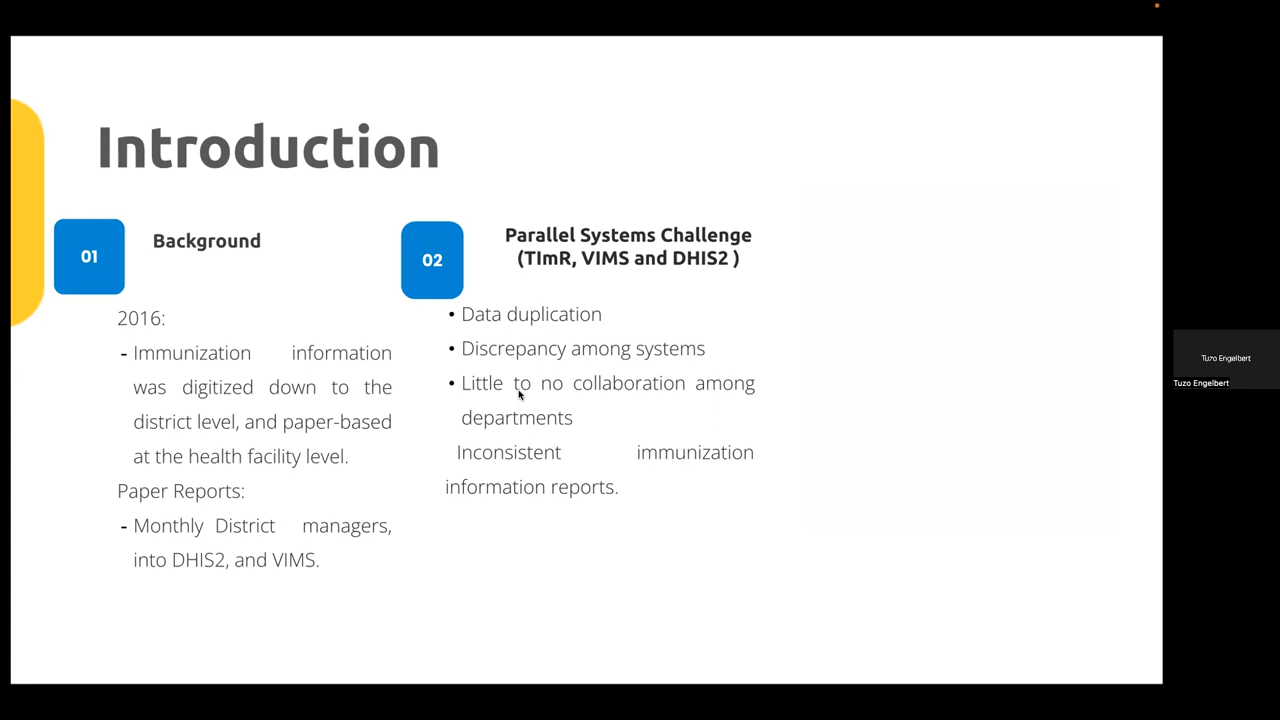 Introduction
01
Background
2016:
- Immunization information
was digitized down to the
district level, and paper-based
at the health facility level.
Paper Reports:
- Monthly District managers,
into DHIS2, and VIMS.
02
Parallel Systems Challenge
(TImR, VIMS and DHIS2 )
• Data duplication
• Discrepancy among systems
• Little to no collaboration among
departments
Inconsistent immunization
information reports.
Tuzo Engelbert
Tuzo Engelbert